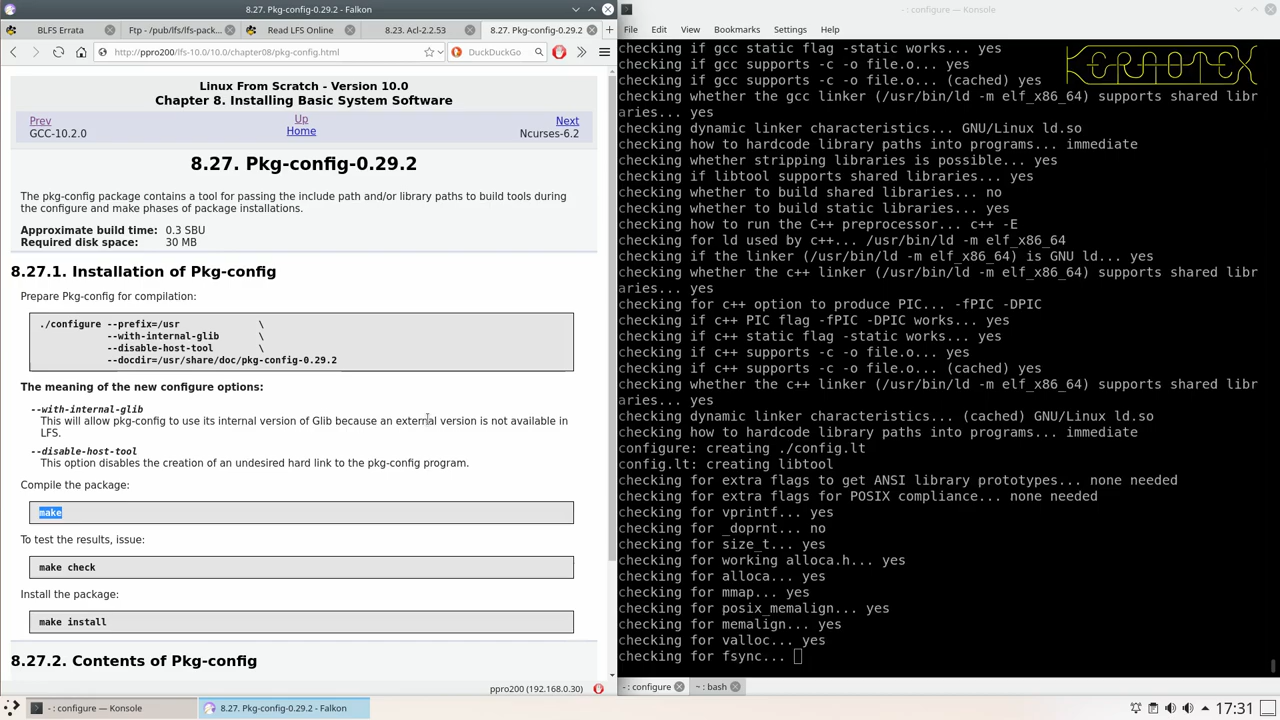 8.27. Pkg-config-0.29.2 - Falkon
BLFS Errata
Ftp - /pub/lfs/lfs-pack...
Read LFS Online
8.23. Acl-2.2.53
8.27. Pkg-config-0.29.2
http://ppro200/lfs-10.0/10.0/chapter08/pkg-config.html
DuckDuckGo
Linux From Scratch - Version 10.0
Chapter 8. Installing Basic System Software
Prev
Up
Next
GCC-10.2.0
Home
Ncurses-6.2
8.27. Pkg-config-0.29.2
The pkg-config package contains a tool for passing the include path and/or library paths to build tools during
the configure and make phases of package installations.
Approximate build time: 0.3 SBU
Required disk space: 30 MB
8.27.1. Installation of Pkg-config
Prepare Pkg-config for compilation:
./configure --prefix=/usr \
--with-internal-glib \
--disable-host-tool \
--docdir=/usr/share/doc/pkg-config-0.29.2
The meaning of the new configure options:
--with-internal-glib
This will allow pkg-config to use its internal version of Glib because an external version is not available in
LFS.
--disable-host-tool
This option disables the creation of an undesired hard link to the pkg-config program.
Compile the package:
make
To test the results, issue:
make check
Install the package:
make install
8.27.2. Contents of Pkg-config
ppro200 (192.168.0.30)
- : configure — Konsole
File Edit View Bookmarks Settings Help
KERNOTEX
checking if gcc static flag -static works... yes
checking if gcc supports -c -o file.o... yes
checking if gcc supports -c -o file.o... (cached) yes
checking whether the gcc linker (/usr/bin/ld -m elf_x86_64) supports shared libr
aries... yes
checking dynamic linker characteristics... GNU/Linux ld.so
checking how to hardcode library paths into programs... immediate
checking whether stripping libraries is possible... yes
checking if libtool supports shared libraries... yes
checking whether to build shared libraries... no
checking whether to build static libraries... yes
checking how to run the C++ preprocessor... c++ -E
checking for ld used by c++... /usr/bin/ld -m elf_x86_64
checking if the linker (/usr/bin/ld -m elf_x86_64) is GNU ld... yes
checking whether the c++ linker (/usr/bin/ld -m elf_x86_64) supports shared libr
aries... yes
checking for c++ option to produce PIC... -fPIC -DPIC
checking if c++ PIC flag -fPIC -DPIC works... yes
checking if c++ static flag -static works... yes
checking if c++ supports -c -o file.o... yes
checking if c++ supports -c -o file.o... (cached) yes
checking whether the c++ linker (/usr/bin/ld -m elf_x86_64) supports shared libr
aries... yes
checking dynamic linker characteristics... (cached) GNU/Linux ld.so
checking how to hardcode library paths into programs... immediate
configure: creating ./config.lt
config.lt: creating libtool
checking for extra flags to get ANSI library prototypes... none needed
checking for extra flags for POSIX compliance... none needed
checking for vprintf... yes
checking for _doprnt... no
checking for size_t... yes
checking for working alloca.h... yes
checking for alloca... yes
checking for mmap... yes
checking for posix_memalign... yes
checking for memalign... yes
checking for valloc... yes
checking for fsync...
- : configure
~ : bash
- : configure — Konsole
8.27. Pkg-config-0.29.2 - Falkon
17:31